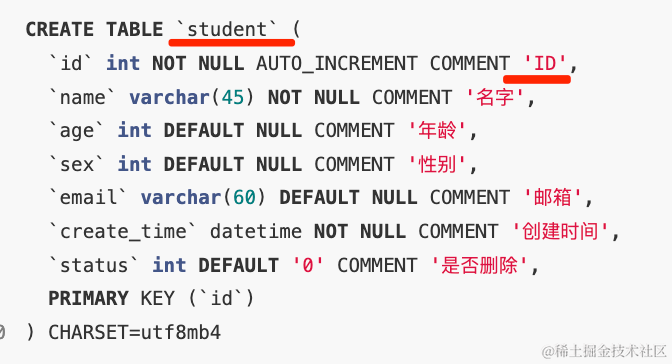 CREATE TABLE `student` (
`id` int NOT NULL AUTO_INCREMENT COMMENT 'ID',
`name` varchar(45) NOT NULL COMMENT '名字',
`age` int DEFAULT NULL COMMENT '年龄',
`sex` int DEFAULT NULL COMMENT '性别',
`email` varchar(60) DEFAULT NULL COMMENT '邮箱',
`create_time` datetime NOT NULL COMMENT '创建时间',
`status` int DEFAULT '0' COMMENT '是否删除',
PRIMARY KEY (`id`)
) CHARSET=utf8mb4
@稀土掘金技术社区